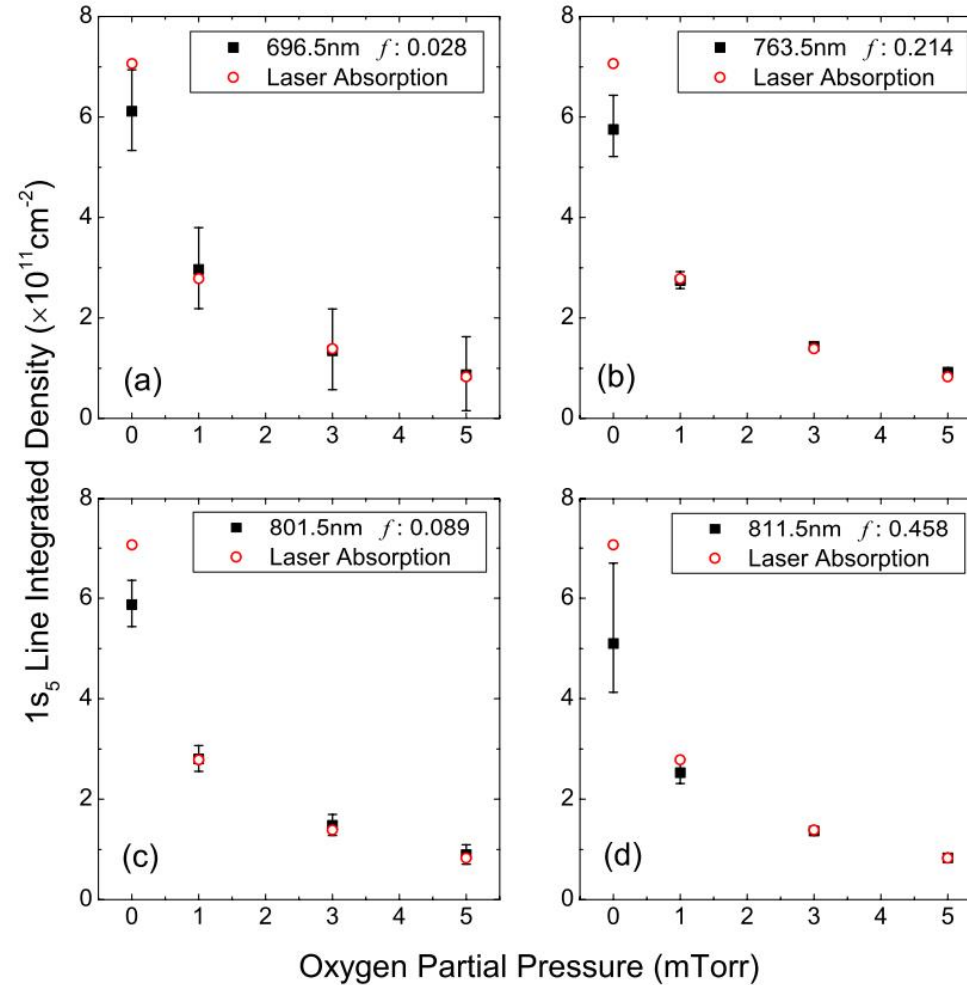 1s5 Line Integrated Density (×10^11cm^-2)
8
6
4
2
0
696.5nm f: 0.028
Laser Absorption
(a)
0 1 2 3 4 5
8
6
4
2
0
763.5nm f: 0.214
Laser Absorption
(b)
0 1 2 3 4 5
8
6
4
2
0
801.5nm f: 0.089
Laser Absorption
(c)
0 1 2 3 4 5
8
6
4
2
0
811.5nm f: 0.458
Laser Absorption
(d)
0 1 2 3 4 5
Oxygen Partial Pressure (mTorr)